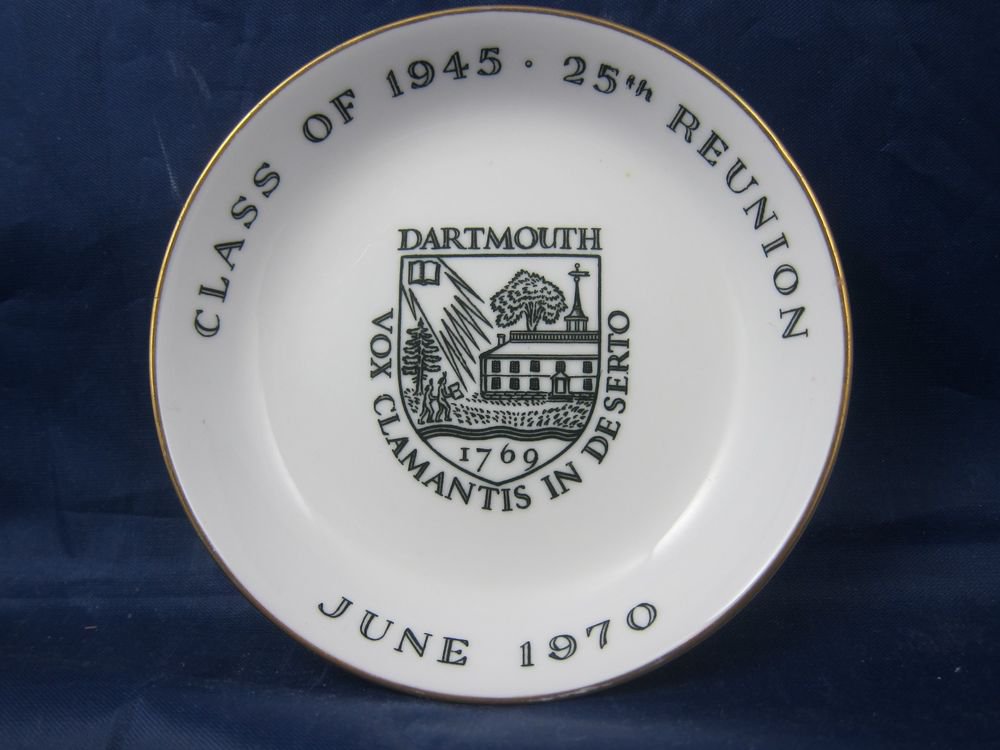 CLASS OF 1945 · 25th REUNION
DARTMOUTH
VOX CLAMANTIS IN DESERTO
1769
JUNE 1970